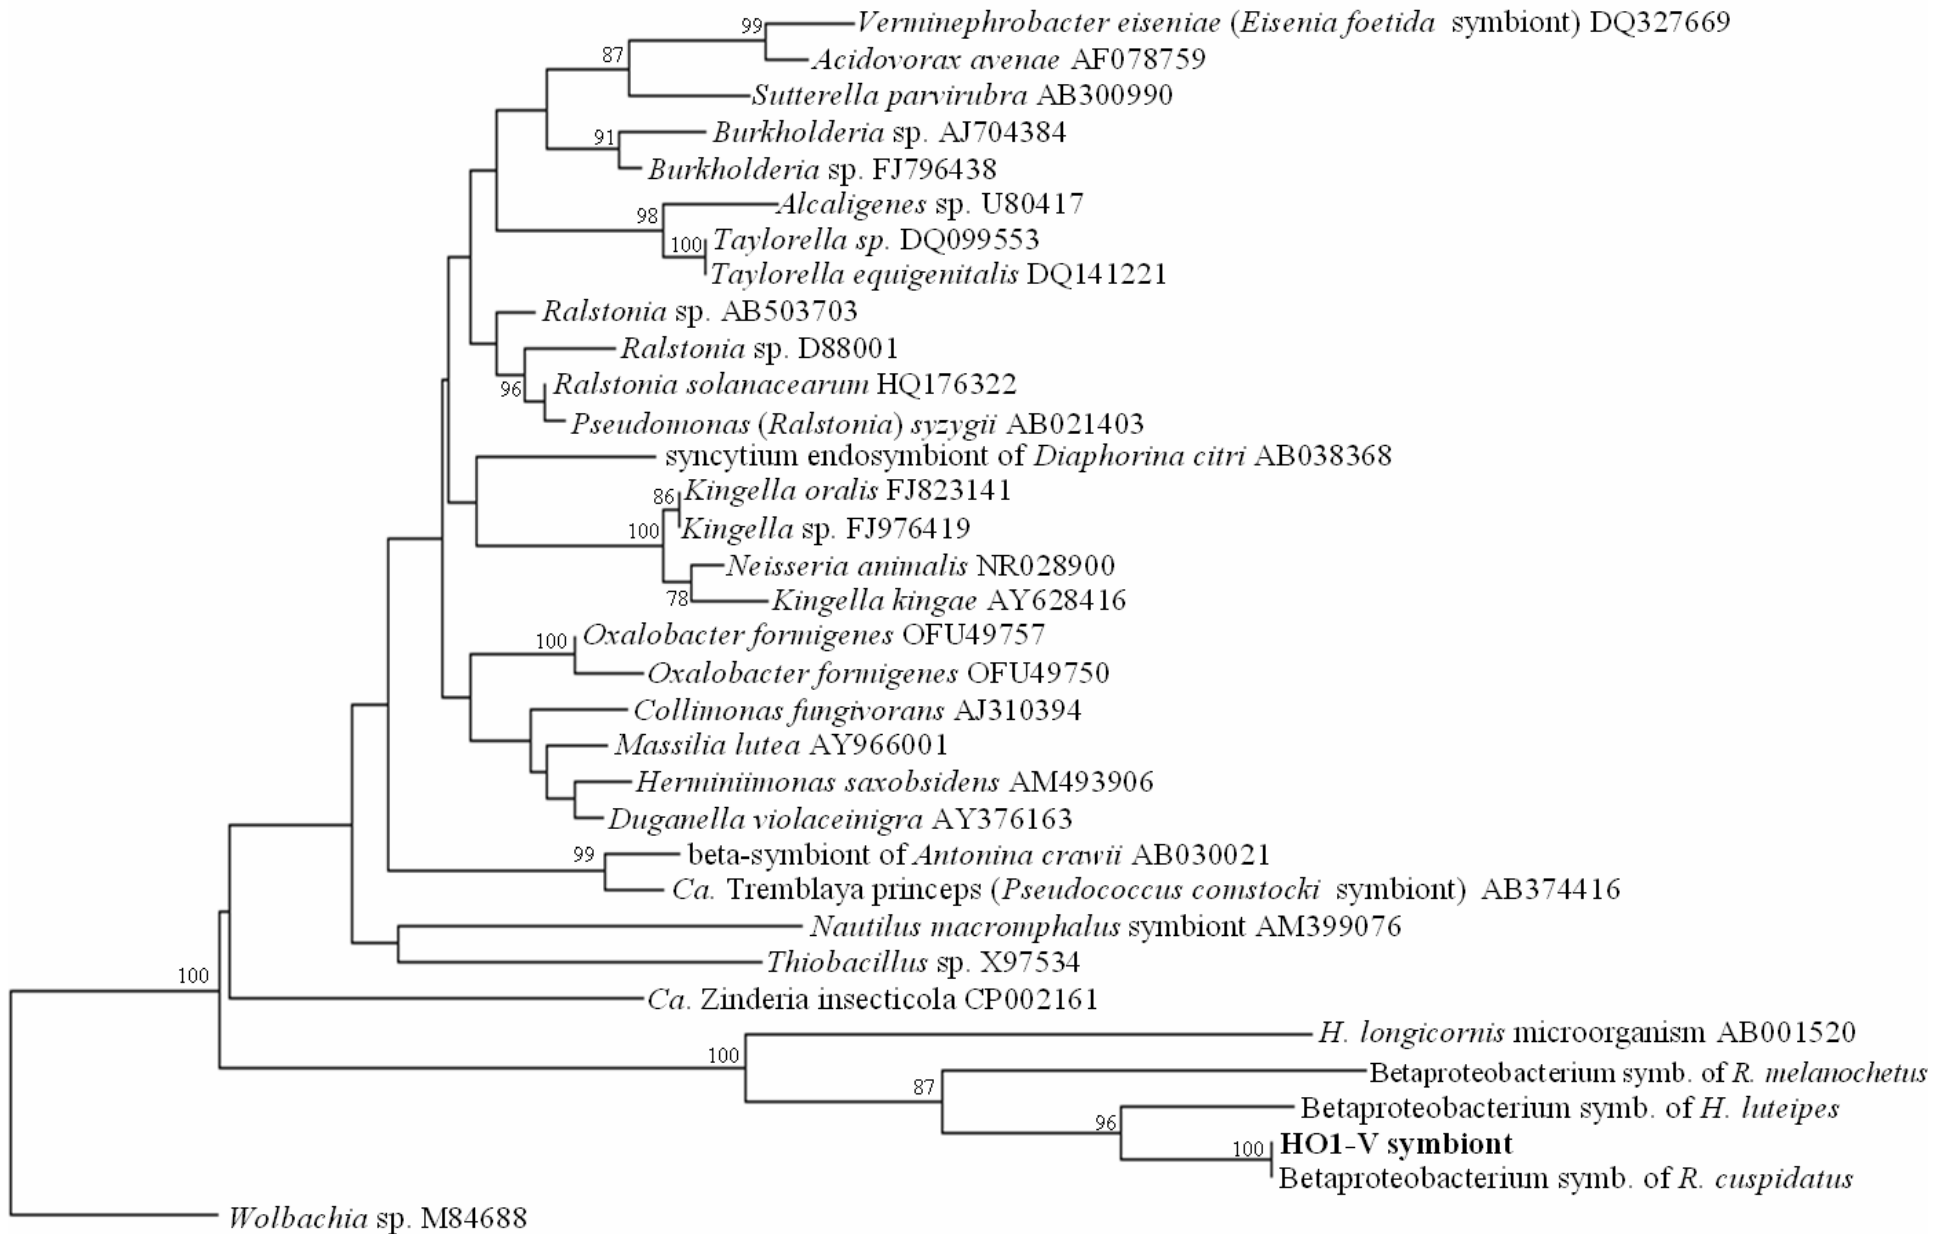 99
Verminephrobacter eiseniae (Eisenia foetida symbiont) DQ327669
87
Acidovorax avenae AF078759
Sutterella parvirubra AB300990
91
Burkholderia sp. AJ704384
Burkholderia sp. FJ796438
98
Alcaligenes sp. U80417
100
Taylorella sp. DQ099553
Taylorella equigenitalis DQ141221
Ralstonia sp. AB503703
Ralstonia sp. D88001
96
Ralstonia solanacearum HQ176322
Pseudomonas (Ralstonia) syzygii AB021403
syncytium endosymbiont of Diaphorina citri AB038368
86
Kingella oralis FJ823141
100
Kingella sp. FJ976419
Neisseria animalis NR028900
78
Kingella kingae AY628416
100
Oxalobacter formigenes OFU49757
Oxalobacter formigenes OFU49750
Collimonas fungivorans AJ310394
Massilia lutea AY966001
Herminiimonas saxobsidens AM493906
Duganella violaceinigra AY376163
99
beta-symbiont of Antonina crawii AB030021
Ca. Tremblaya princeps (Pseudococcus comstocki symbiont) AB374416
Nautilus macromphalus symbiont AM399076
Thiobacillus sp. X97534
100
Ca. Zinderia insecticola CP002161
H. longicornis microorganism AB001520
100
Betaproteobacterium symb. of R. melanochetus
87
Betaproteobacterium symb. of H. luteipes
96
HO1-V symbiont
100
Betaproteobacterium symb. of R. cuspidatus
Wolbachia sp. M84688